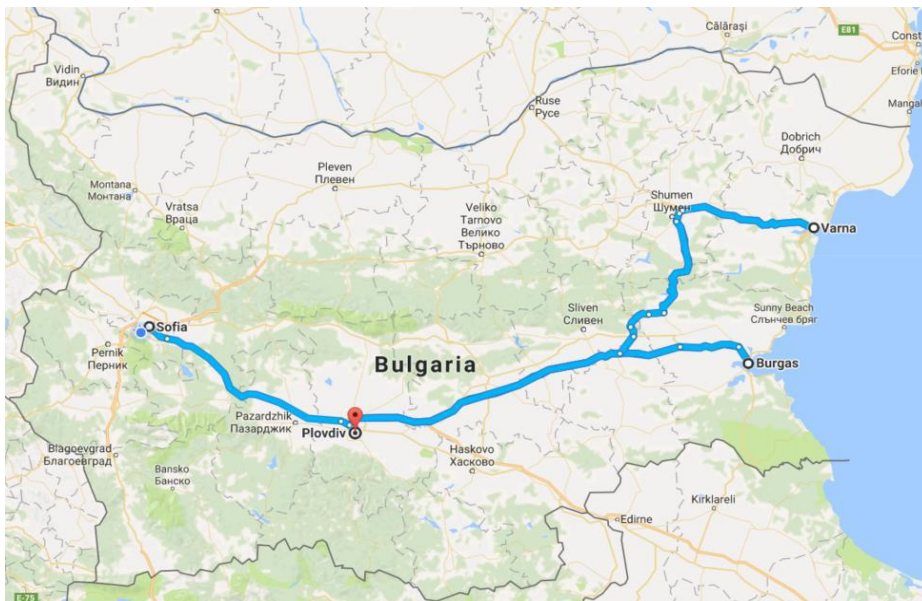 Călărași
E81
Const
Vidin
Видин
Eforie
Mangal
Ruse
Русе
Dobrich
Добрич
Pleven
Плевен
Montana
Монтана
Shumen
Шумен
Vratsa
Враца
Veliko
Tarnovo
Велико
Търново
Varna
Sliven
Сливен
Sunny Beach
Слънчев бряг
Sofia
Pernik
Перник
Bulgaria
Burgas
Pazardzhik
Пазарджик
Plovdiv
Blagoevgrad
Благоевград
Haskovo
Хасково
Bansko
Банско
Kirklareli
Edirne
E-75